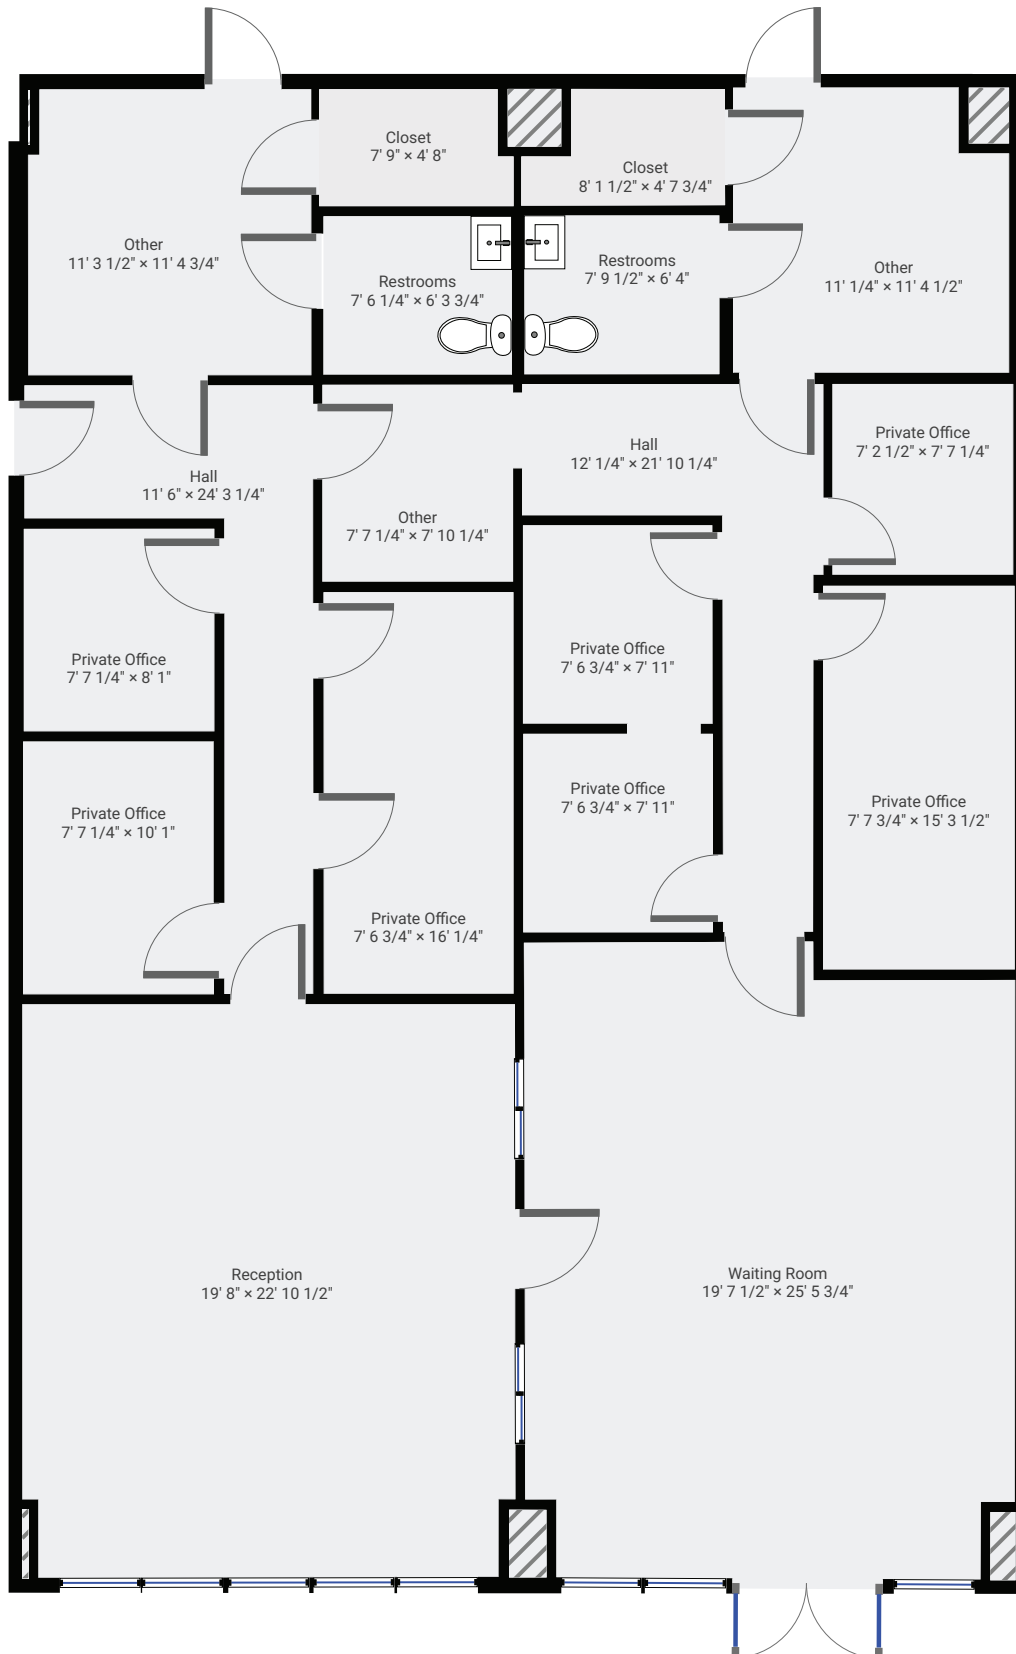 Closet
7' 9" × 4' 8"
Closet
8' 1 1/2" × 4' 7 3/4"
Other
11' 3 1/2" × 11' 4 3/4"
Restrooms
7' 6 1/4" × 6' 3 3/4"
Restrooms
7' 9 1/2" × 6' 4"
Other
11' 1/4" × 11' 4 1/2"
Private Office
7' 2 1/2" × 7' 7 1/4"
Hall
12' 1/4" × 21' 10 1/4"
Hall
11' 6" × 24' 3 1/4"
Other
7' 7 1/4" × 7' 10 1/4"
Private Office
7' 7 1/4" × 8' 1"
Private Office
7' 6 3/4" × 7' 11"
Private Office
7' 7 1/4" × 10' 1"
Private Office
7' 6 3/4" × 7' 11"
Private Office
7' 7 3/4" × 15' 3 1/2"
Private Office
7' 6 3/4" × 16' 1/4"
Reception
19' 8" × 22' 10 1/2"
Waiting Room
19' 7 1/2" × 25' 5 3/4"